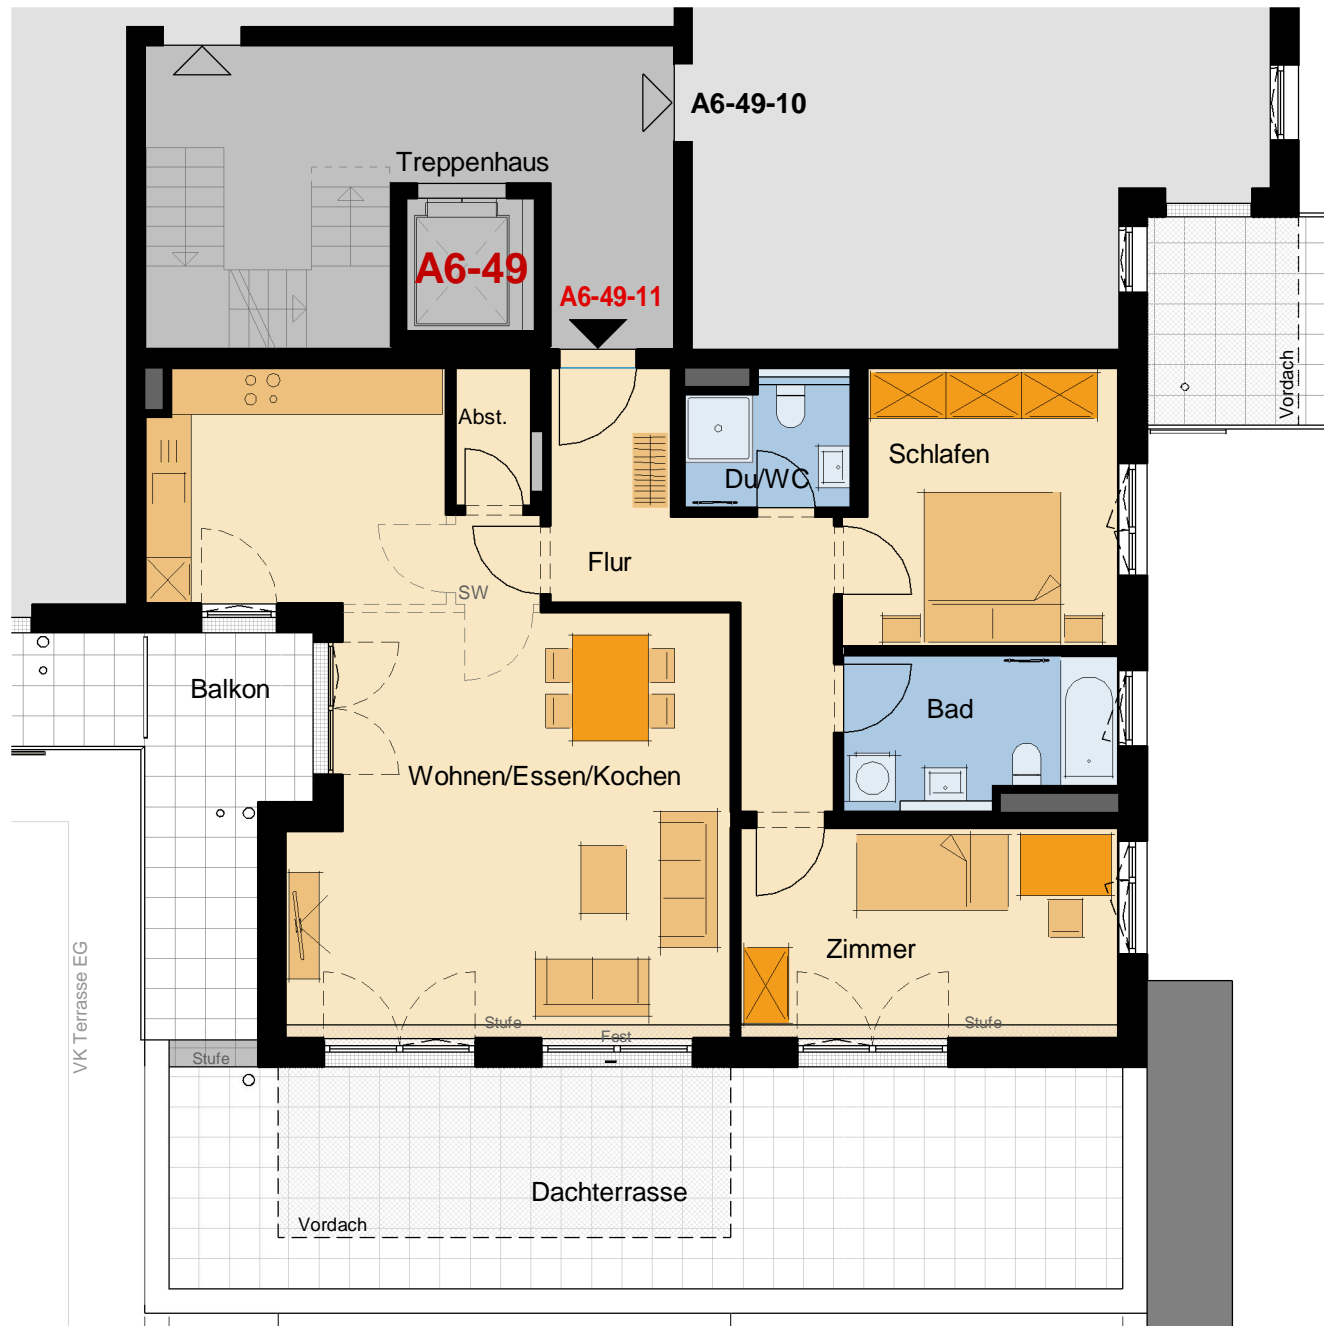 A6-49-10
Treppenhaus
A6-49
A6-49-11
Vordach
Abst.
Schlafen
Du/WC
Flur
SW
Balkon
Bad
Wohnen/Essen/Kochen
Zimmer
VK Terrasse EG
Stufe
Fest
Stufe
Stufe
Dachterrasse
Vordach